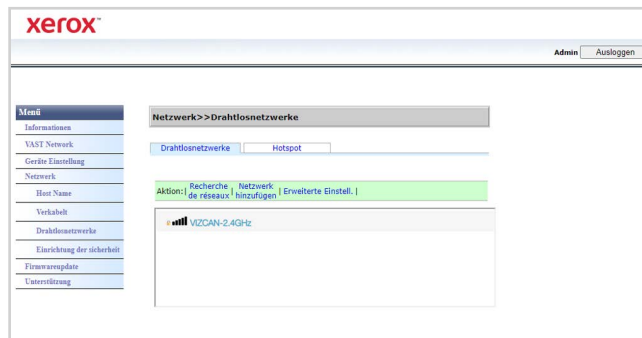 xerox™
Admin Ausloggen
Menü
Informationen
VAST Network
Geräte Einstellung
Netzwerk
Host Name
Verkabelt
Drahtlosnetzwerke
Einrichtung der sicherheit
Firmwareupdate
Unterstützung
Netzwerk>>Drahtlosnetzwerke
Drahtlosnetzwerke Hotspot
Aktion: | Recherche de réseaux | Netzwerk hinzufügen | Erweiterte Einstell. |
VIZCAN-2.4GHz